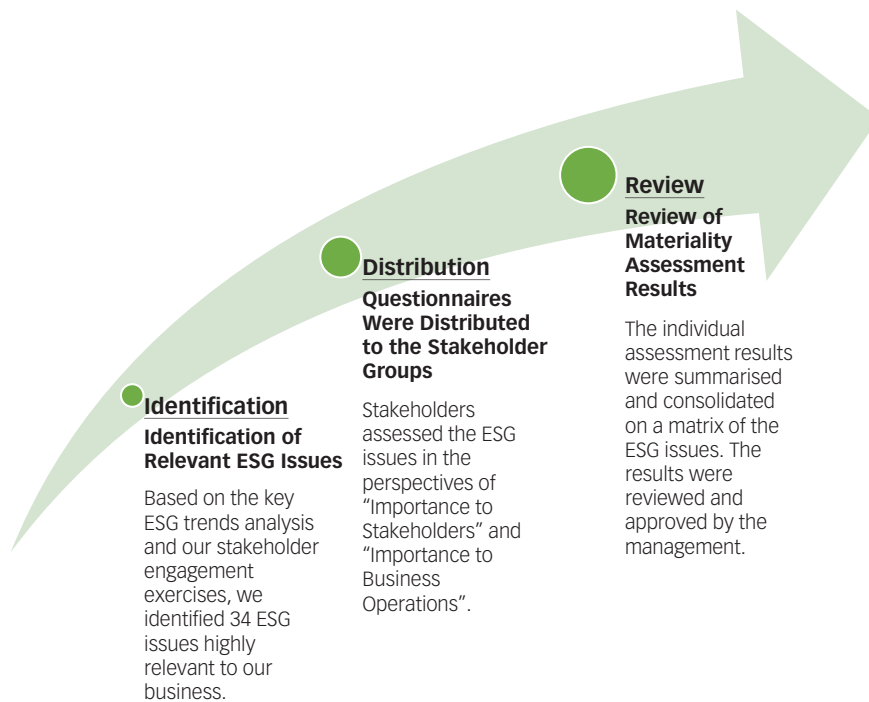 Identification
Identification of
Relevant ESG Issues
Based on the key
ESG trends analysis
and our stakeholder
engagement
exercises, we
identified 34 ESG
issues highly
relevant to our
business.
Distribution
Questionnaires
Were Distributed
to the Stakeholder
Groups
Stakeholders
assessed the ESG
issues in the
perspectives of
“Importance to
Stakeholders” and
“Importance to
Business
Operations”.
Review
Review of
Materiality
Assessment
Results
The individual
assessment results
were summarised
and consolidated
on a matrix of the
ESG issues. The
results were
reviewed and
approved by the
management.